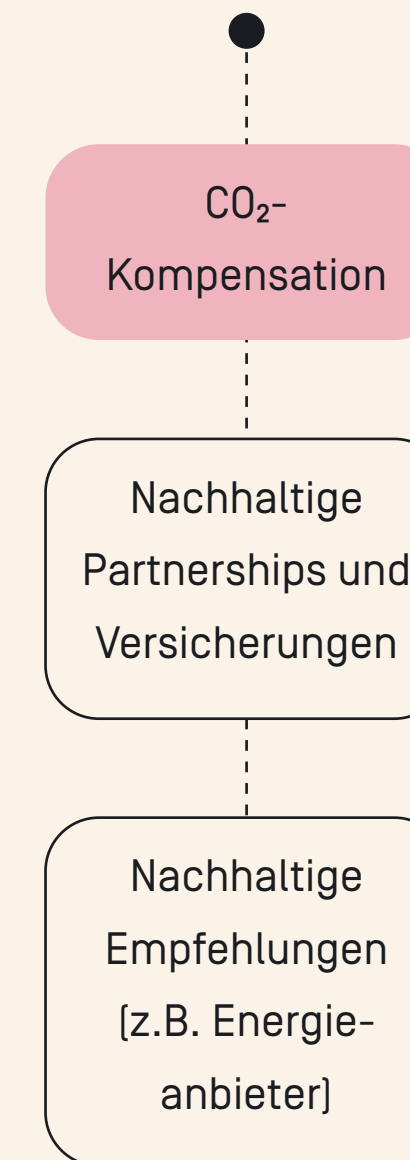 CO₂-
Kompensation
Nachhaltige
Partnerships und
Versicherungen
Nachhaltige
Empfehlungen
(z.B. Energie-
anbieter)